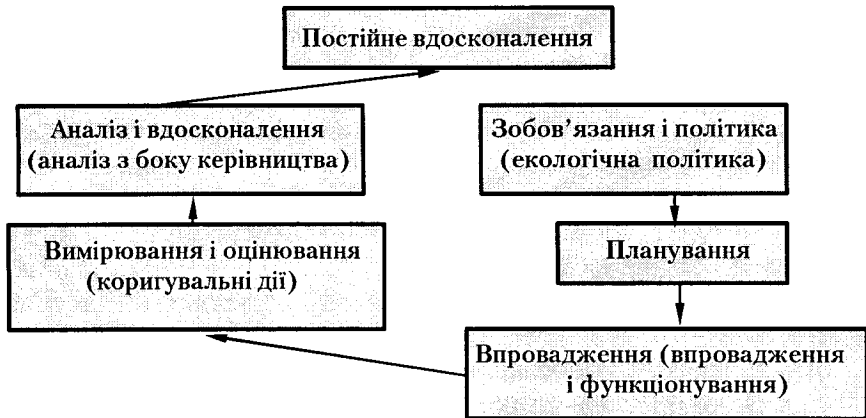 Постійне вдосконалення
Аналіз і вдосконалення
(аналіз з боку керівництва)
Зобов’язання і політика
(екологічна політика)
Вимірювання і оцінювання
(коригувальні дії)
Планування
Впровадження (впровадження
і функціонування)